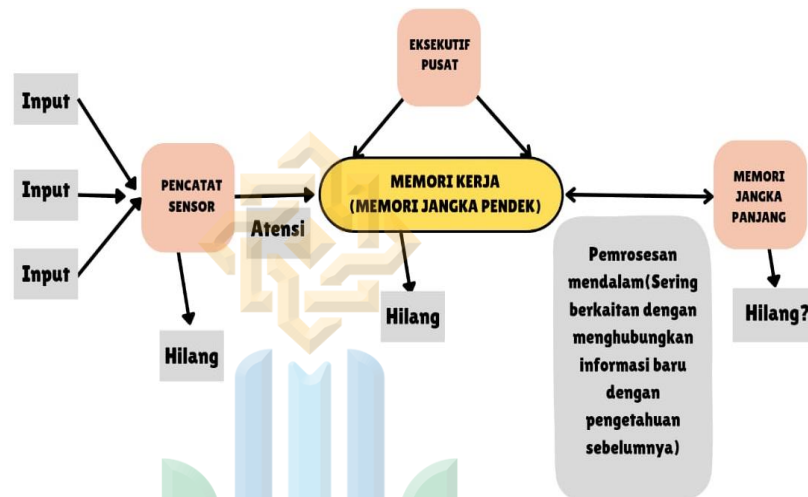 EKSEKUTIF
PUSAT
Input
Input
Input
PENCATAT
SENSOR
Atensi
Hilang
MEMORI KERJA
(MEMORI JANGKA PENDEK)
Hilang
Pemrosesan
mendalam(Sering
berkaitan dengan
menghubungkan
informasi baru
dengan
pengetahuan
sebelumnya)
MEMORI
JANGKA
PANJANG
Hilang?